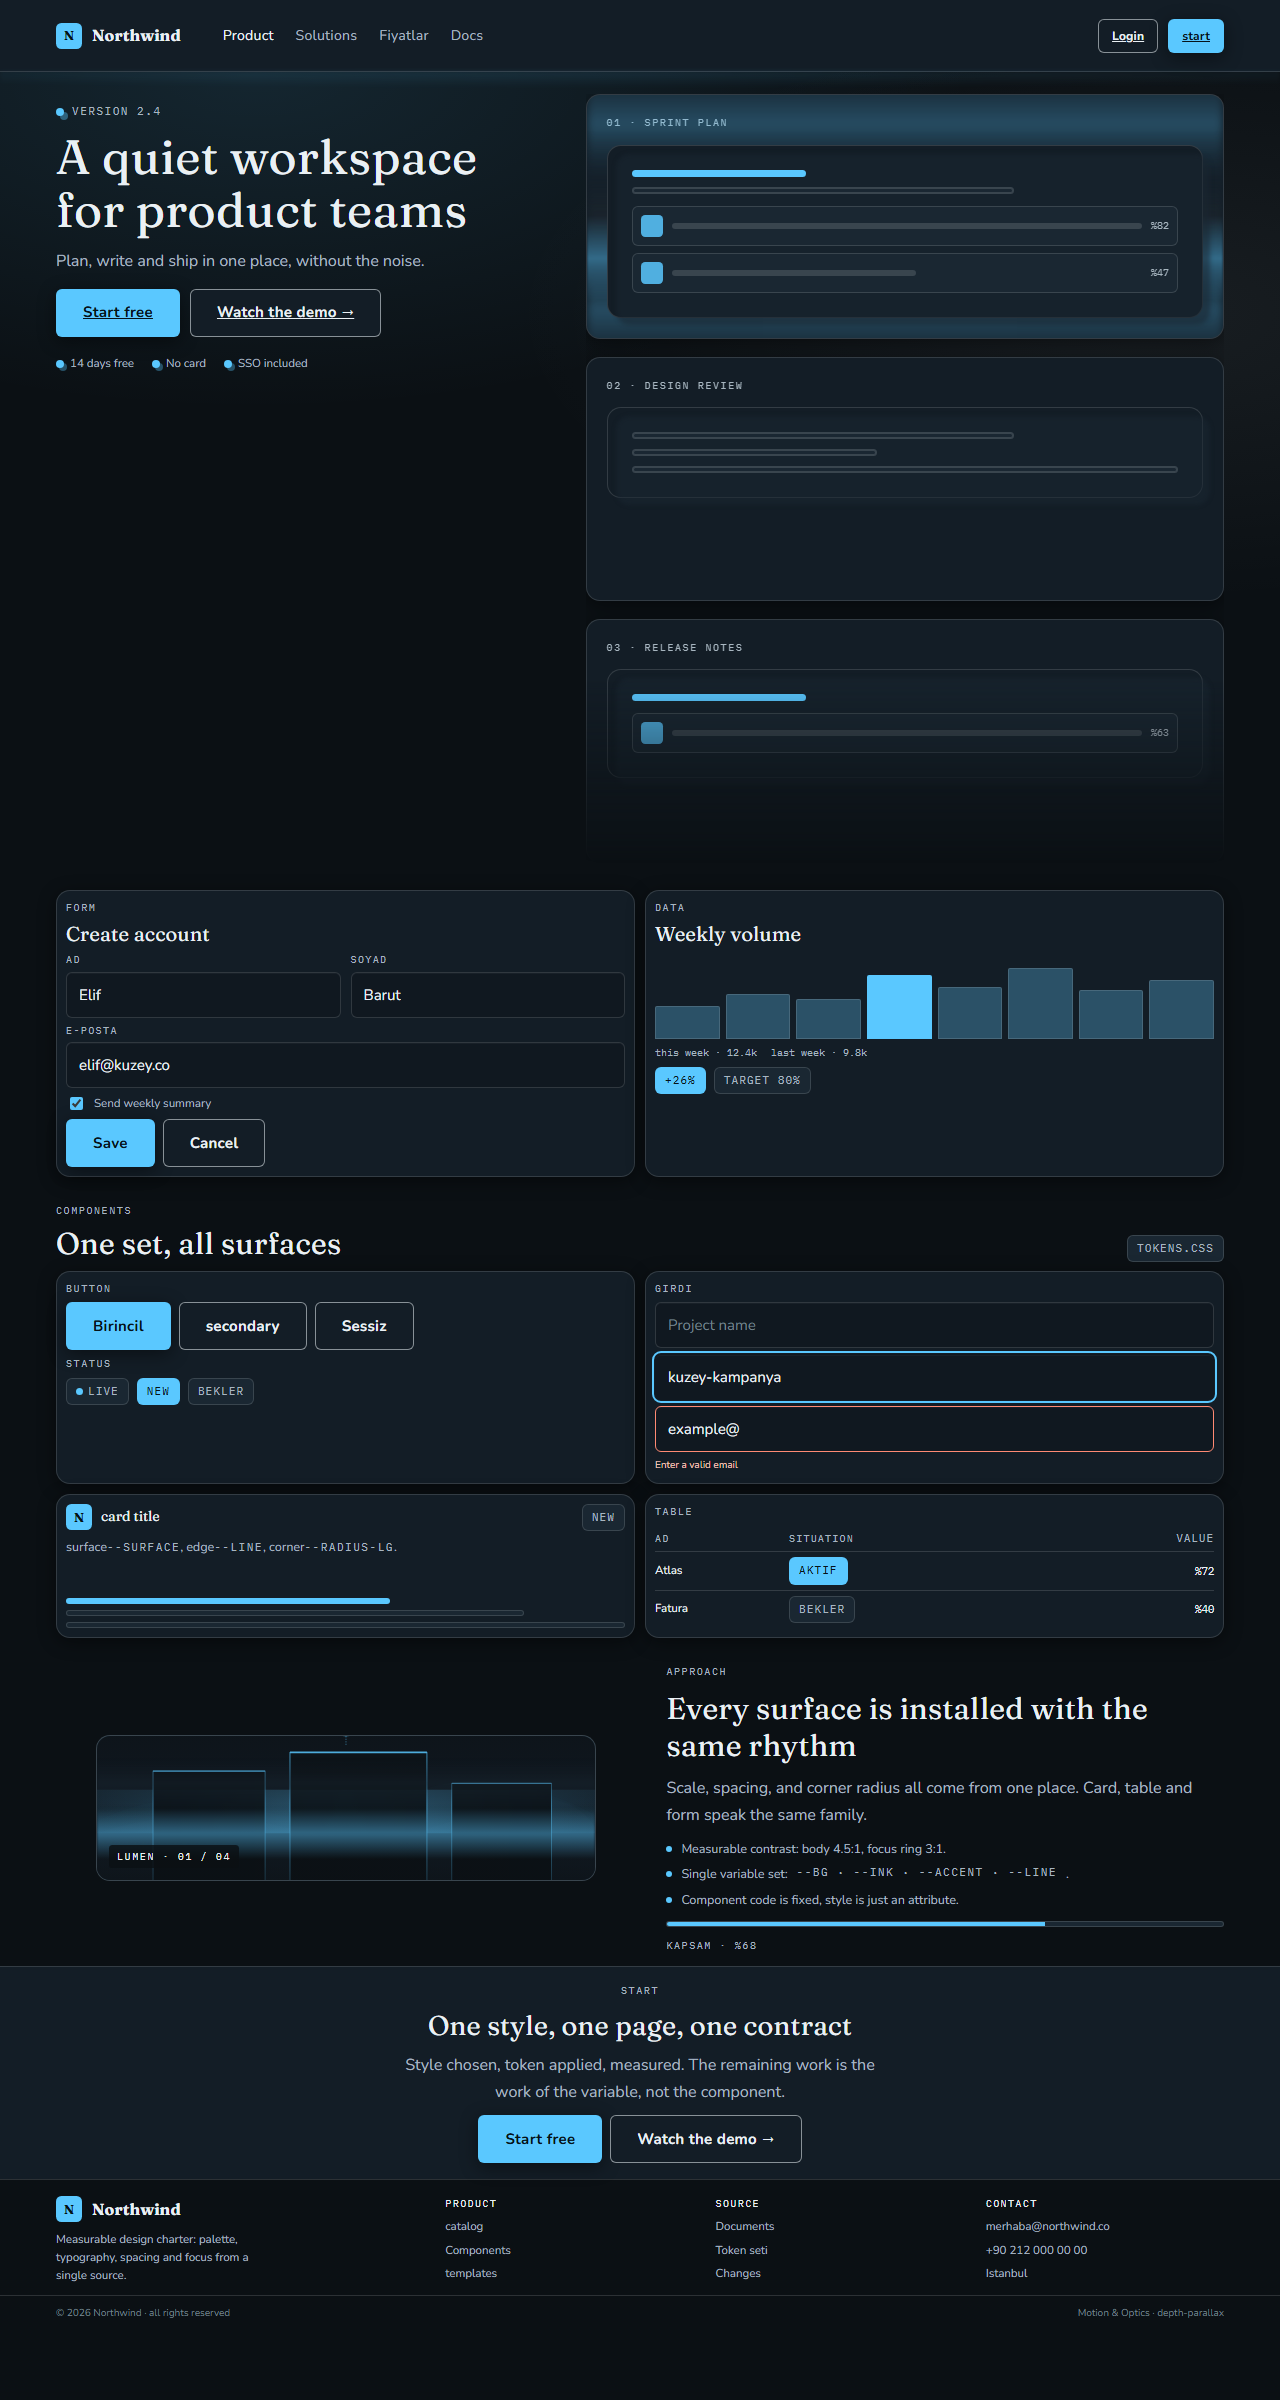 N Northwind Product Solutions Fiyatlar Docs Login start
VERSION 2.4
A quiet workspace
for product teams
Plan, write and ship in one place, without the noise.
Start free Watch the demo →
14 days free No card SSO included
01 · SPRINT PLAN
%82
%47
02 · DESIGN REVIEW
03 · RELEASE NOTES
%63
FORM
Create account
AD SOYAD
Elif Barut
E-POSTA
elif@kuzey.co
Send weekly summary
Save Cancel
DATA
Weekly volume
this week · 12.4k last week · 9.8k
+26% TARGET 80%
COMPONENTS
One set, all surfaces
TOKENS.CSS
BUTTON
Birincil secondary Sessiz
STATUS
LIVE NEW BEKLER
GIRDI
Project name
kuzey-kampanya
example@
Enter a valid email
N card title NEW
surface--SURFACE, edge--LINE, corner--RADIUS-LG.
TABLE
AD SITUATION VALUE
Atlas AKTIF %72
Fatura BEKLER %40
LUMEN · 01 / 04
APPROACH
Every surface is installed with the
same rhythm
Scale, spacing, and corner radius all come from one place. Card, table and
form speak the same family.
Measurable contrast: body 4.5:1, focus ring 3:1.
Single variable set: --BG · --INK · --ACCENT · --LINE .
Component code is fixed, style is just an attribute.
KAPSAM · %68
START
One style, one page, one contract
Style chosen, token applied, measured. The remaining work is the
work of the variable, not the component.
Start free Watch the demo →
N Northwind
Measurable design charter: palette,
typography, spacing and focus from a
single source.
PRODUCT
catalog
Components
templates
SOURCE
Documents
Token seti
Changes
CONTACT
merhaba@northwind.co
+90 212 000 00 00
Istanbul
© 2026 Northwind · all rights reserved
Motion & Optics · depth-parallax